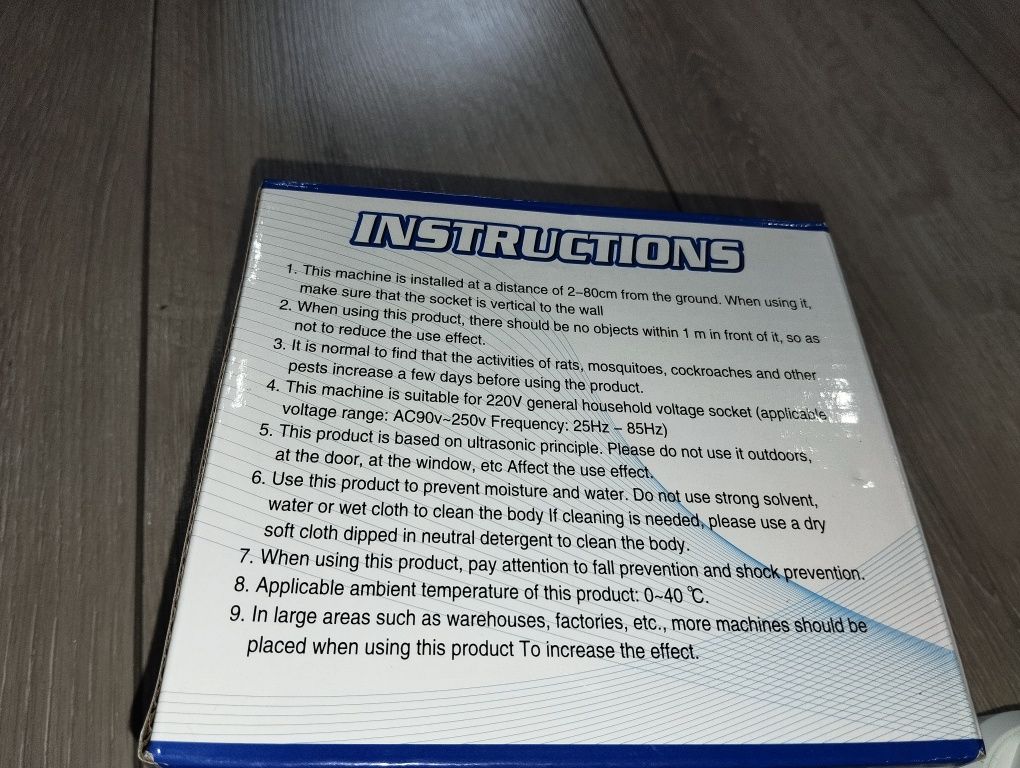 INSTRUCTIONS
1. This machine is installed at a distance of 2–80cm from the ground. When using it,
make sure that the socket is vertical to the wall
2. When using this product, there should be no objects within 1 m in front of it, so as
not to reduce the use effect.
3. It is normal to find that the activities of rats, mosquitoes, cockroaches and other
pests increase a few days before using the product.
4. This machine is suitable for 220V general household voltage socket (applicable
voltage range: AC90v~250v Frequency: 25Hz – 85Hz)
5. This product is based on ultrasonic principle. Please do not use it outdoors,
at the door, at the window, etc Affect the use effect.
6. Use this product to prevent moisture and water. Do not use strong solvent,
water or wet cloth to clean the body If cleaning is needed, please use a dry
soft cloth dipped in neutral detergent to clean the body.
7. When using this product, pay attention to fall prevention and shock prevention.
8. Applicable ambient temperature of this product: 0~40 ℃.
9. In large areas such as warehouses, factories, etc., more machines should be
placed when using this product To increase the effect.